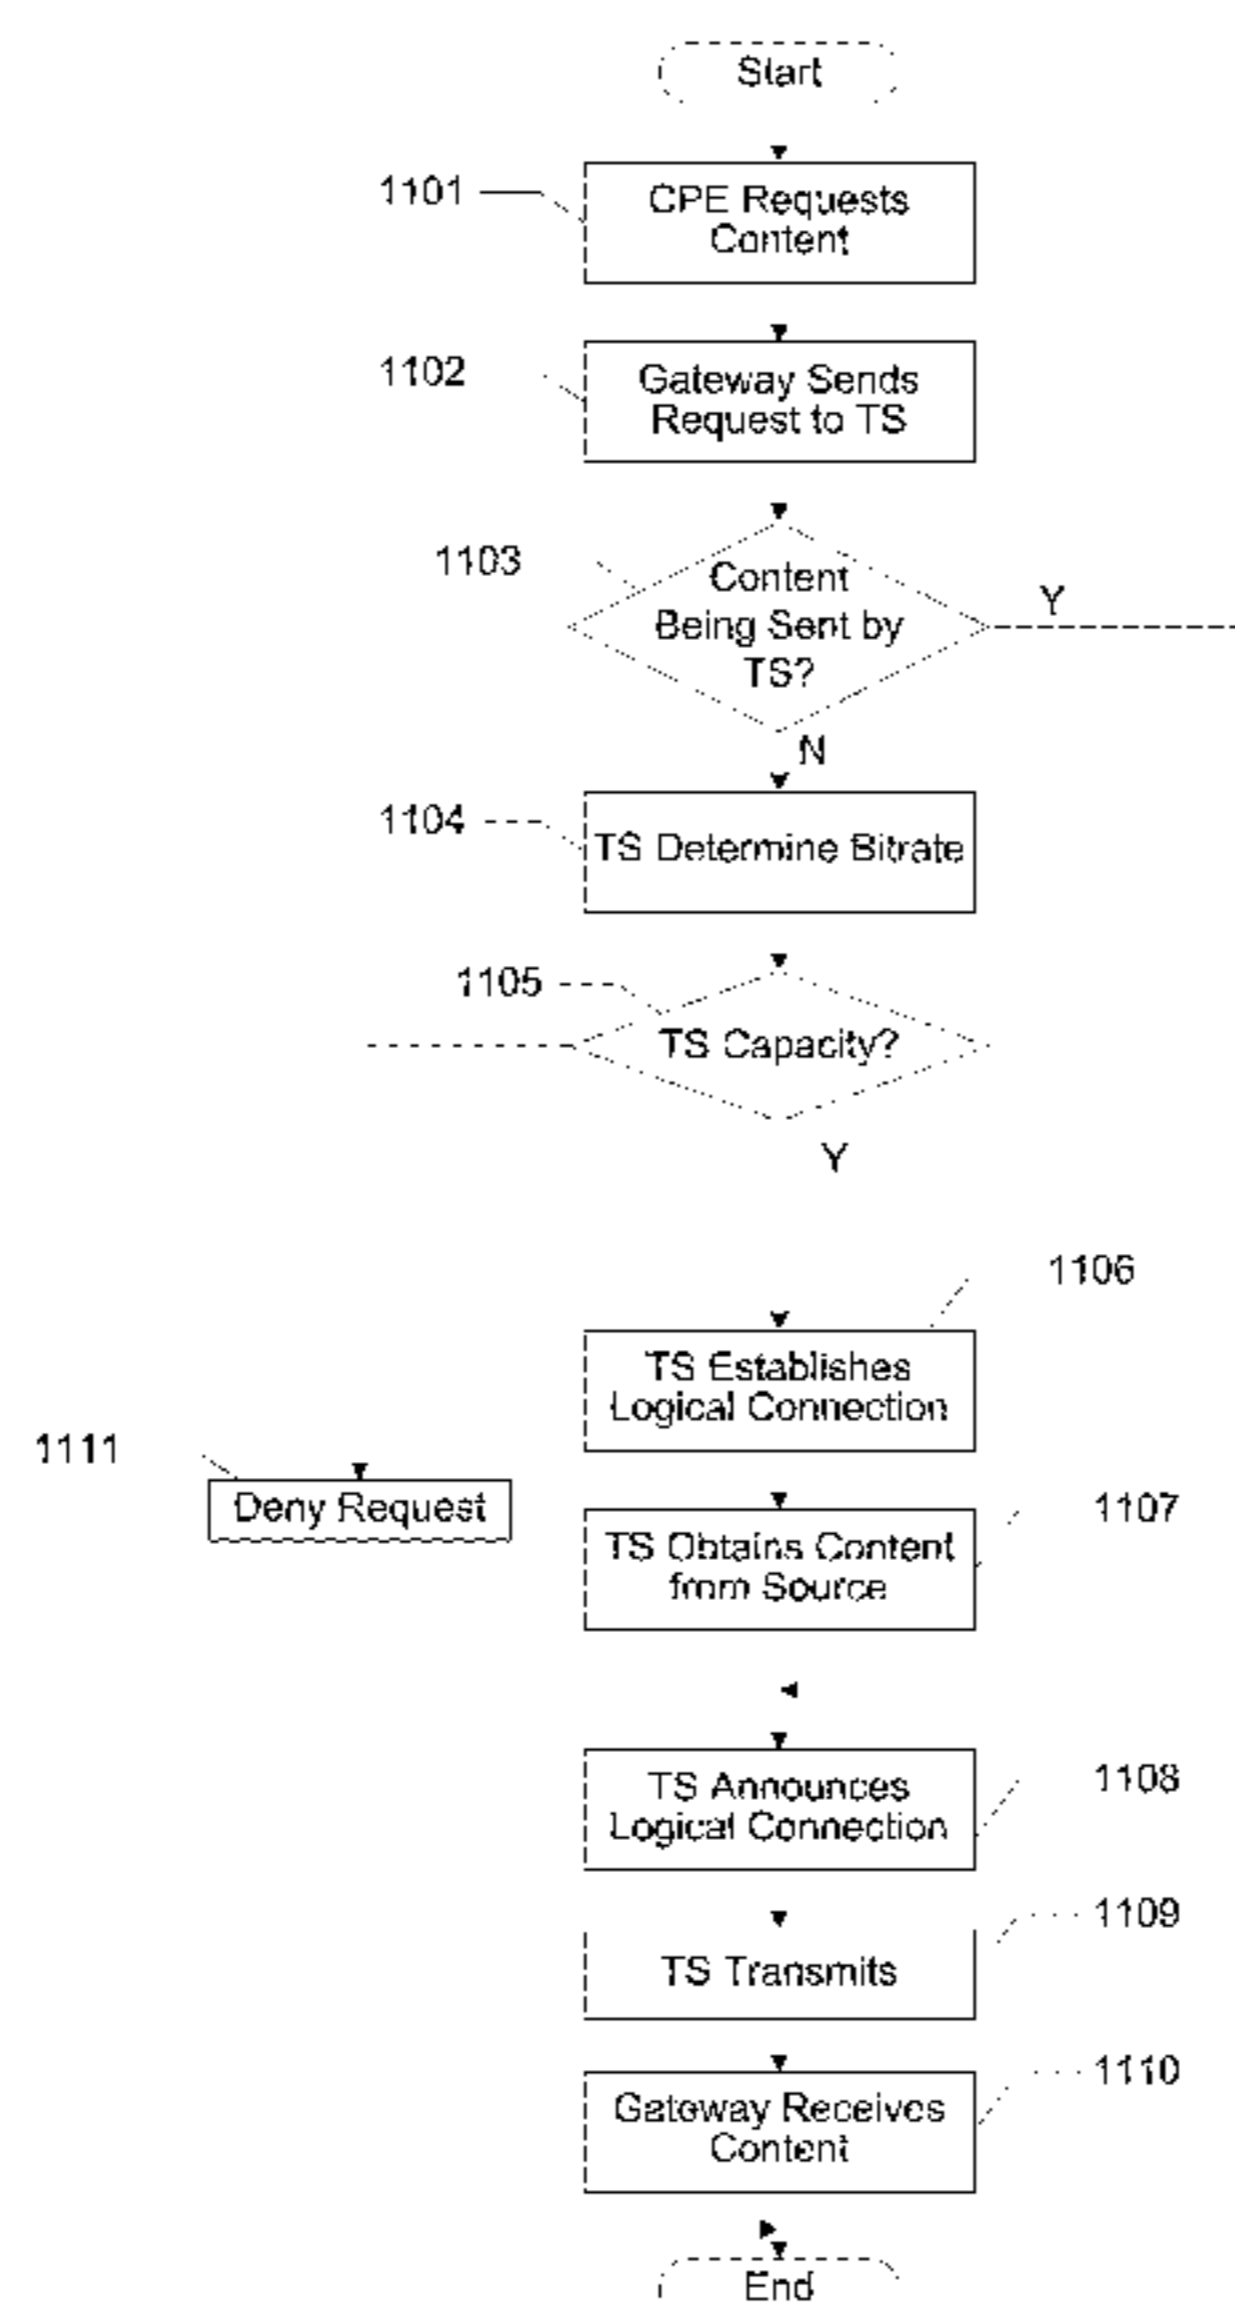 Start
1101
CPE Requests
Content
1102
Gateway Sends
Request to TS
1103
Content
Being Sent by
TS?
Y
N
1104
TS Determine Bitrate
1105
TS Capacity?
Y
1106
TS Establishes
Logical Connection
1111
Deny Request
1107
TS Obtains Content
from Source
1108
TS Announces
Logical Connection
1109
TS Transmits
1110
Gateway Receives
Content
End